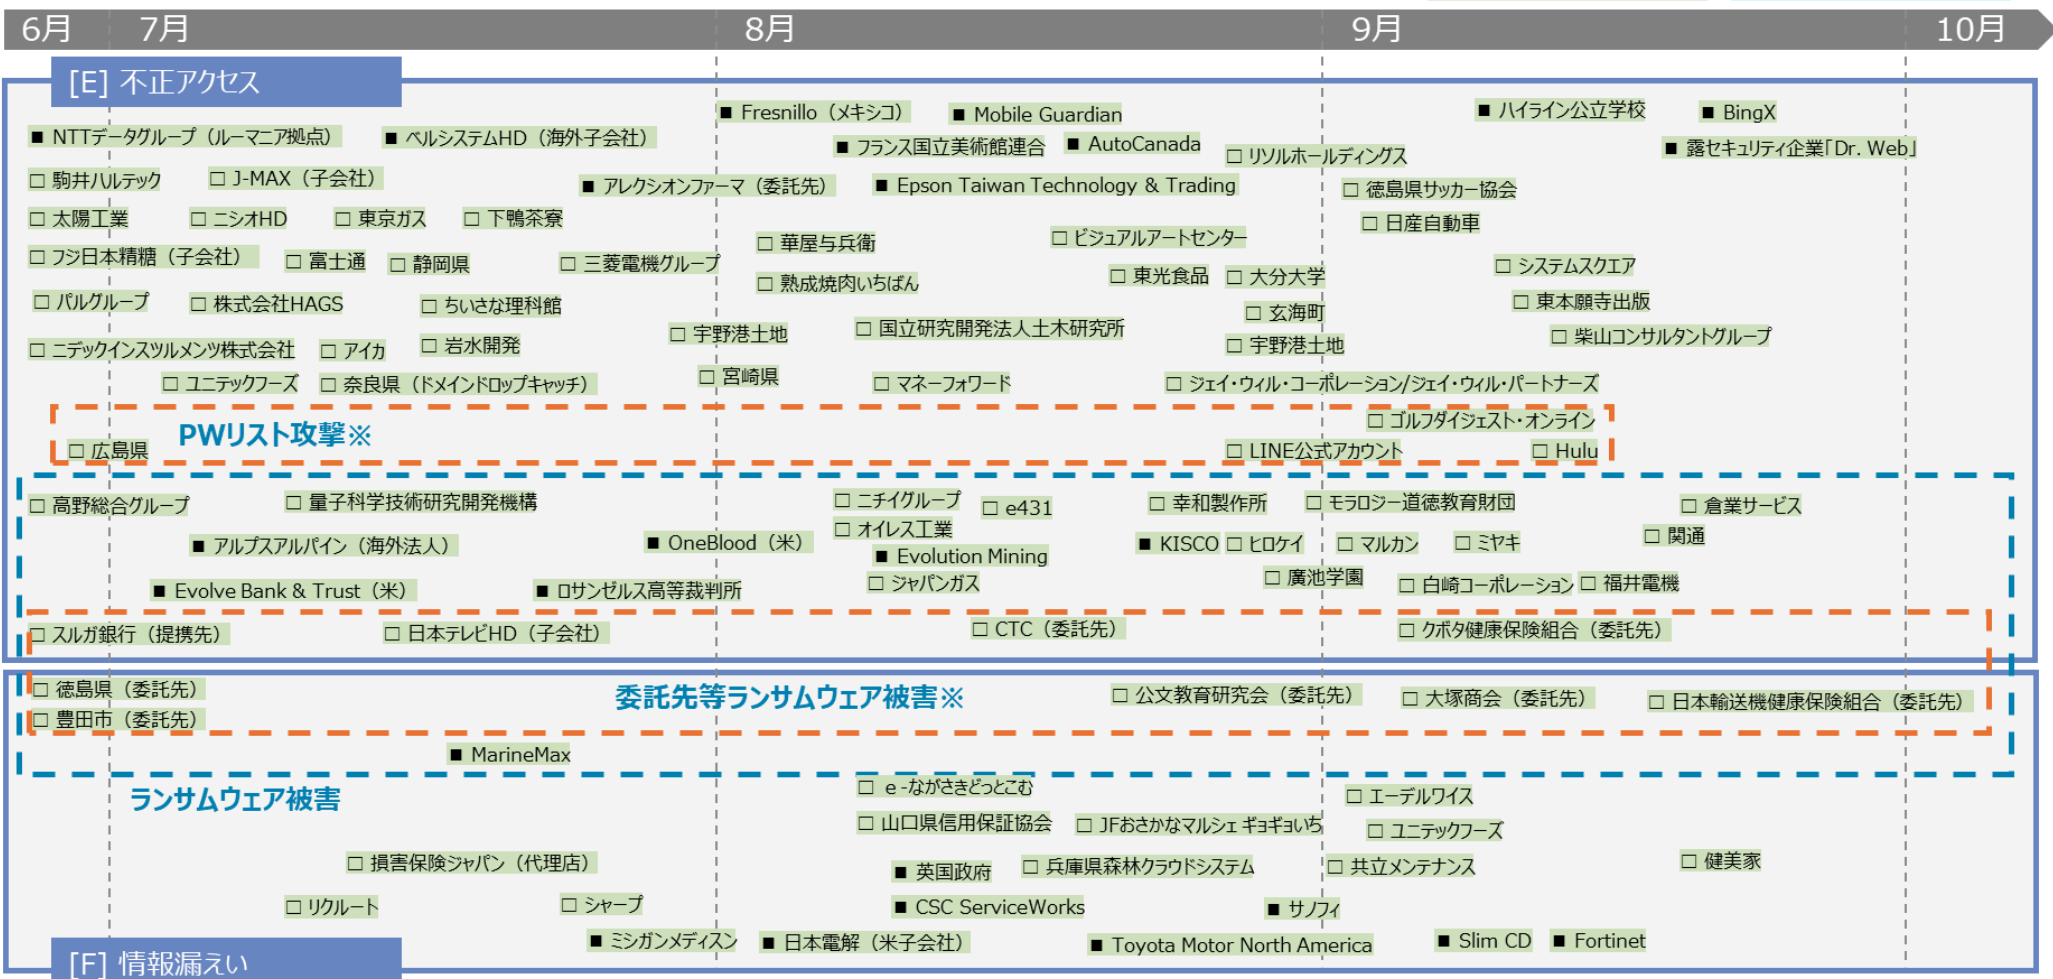 6月 7月 8月 9月 10月
[E] 不正アクセス
■ Fresnillo（メキシコ） ■ Mobile Guardian ■ ハイライン公立学校 ■ BingX
■ NTTデータグループ（ルーマニア拠点） ■ ベルシステムHD（海外子会社） ■ フランス国立美術館連合 ■ AutoCanada □ リソルホールディングス ■ 露セキュリティ企業「Dr. Web」
□ 駒井ハルテック □ J-MAX（子会社） ■ アレクシオンファーマ（委託先） ■ Epson Taiwan Technology & Trading □ 徳島県サッカー協会
□ 太陽工業 □ ニシオHD □ 東京ガス □ 下鴨茶寮 □ 日産自動車
□ フジ日本精糖（子会社） □ 富士通 □ 静岡県 □ 三菱電機グループ □ 華屋与兵衛 □ ビジュアルアートセンター
□ 熟成焼肉いちばん □ 東光食品 □ 大分大学 □ システムスクエア
□ パルグループ □ 株式会社HAGS □ ちいさな理科館 □ 玄海町 □ 東本願寺出版
□ 宇野港土地 □ 国立研究開発法人土木研究所 □ 宇野港土地 □ 柴山コンサルタントグループ
□ ニデックインスツルメンツ株式会社 □ アイカ □ 岩水開発
□ ユニテックフーズ □ 奈良県（ドメインドロップキャッチ） □ 宮崎県 □ マネーフォワード □ ジェイ・ウィル・コーポレーション/ジェイ・ウィル・パートナーズ
PWリスト攻撃※ □ ゴルフダイジェスト・オンライン
□ 広島県 □ LINE公式アカウント □ Hulu
□ 高野総合グループ □ 量子科学技術研究開発機構 □ ニチイグループ □ e431 □ 幸和製作所 □ モラロジー道徳教育財団 □ 倉業サービス
□ オイレス工業 □ 関通
■ アルプスアルパイン（海外法人） ■ OneBlood（米） ■ Evolution Mining ■ KISCO □ ヒロケイ □ マルカン □ ミヤキ
■ Evolve Bank & Trust（米） ■ ロサンゼルス高等裁判所 □ ジャパンガス □ 廣池学園 □ 白崎コーポレーション □ 福井電機
□ スルガ銀行（提携先） □ 日本テレビHD（子会社） □ CTC（委託先） □ クボタ健康保険組合（委託先）
□ 徳島県（委託先） 委託先等ランサムウェア被害※ □ 公文教育研究会（委託先） □ 大塚商会（委託先） □ 日本輸送機健康保険組合（委託先）
□ 豊田市（委託先）
■ MarineMax
ランサムウェア被害 □ e-ながさきどっとこむ □ エーデルワイス
□ 山口県信用保証協会 □ JFおさかなマルシェ ギョギョいち □ ユニテックフーズ
□ 損害保険ジャパン（代理店） ■ 英国政府 □ 兵庫県森林クラウドシステム □ 共立メンテナンス □ 健美家
□ リクルート □ シャープ ■ CSC ServiceWorks ■ サノフィ
■ ミシガンメディスン ■ 日本電解（米子会社） ■ Toyota Motor North America ■ Slim CD ■ Fortinet
[F] 情報漏えい